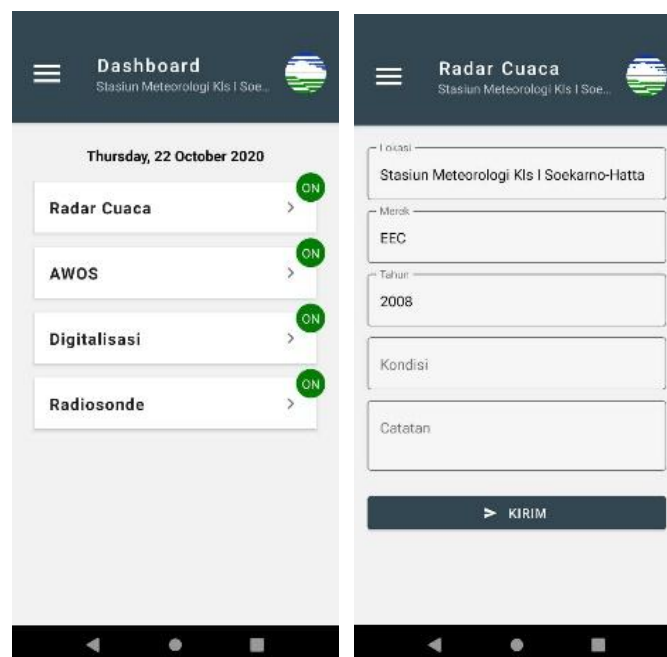 Dashboard
Stasiun Meteorologi Kls I Soe...
Thursday, 22 October 2020
Radar Cuaca
ON
AWOS
ON
Digitalisasi
ON
Radiosonde
ON
Radar Cuaca
Stasiun Meteorologi Kls I Soe...
Lokasi
Stasiun Meteorologi Kls I Soekarno-Hatta
Merek
EEC
Tahun
2008
Kondisi
Catatan
KIRIM